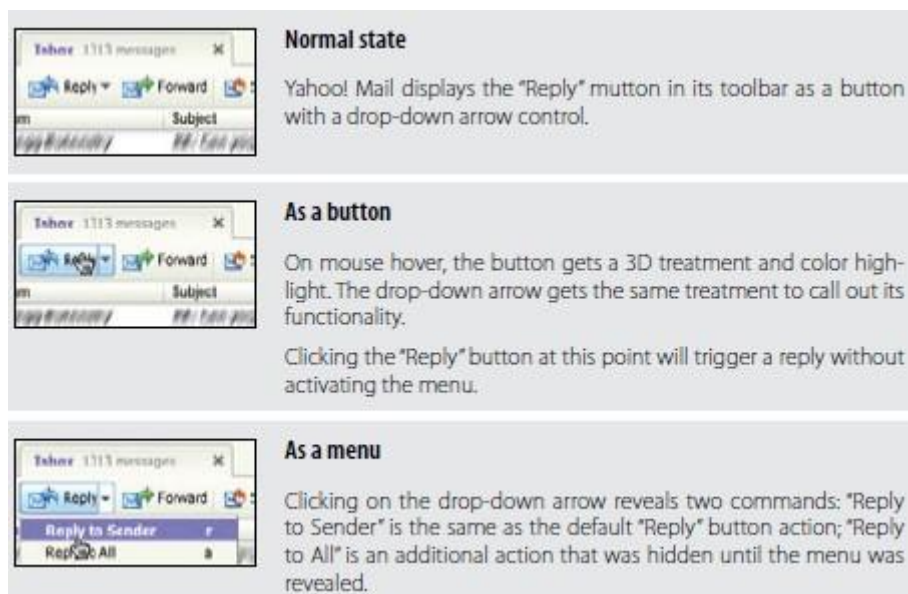 Inbox 1313 messages ×
Reply Forward
Subject
Normal state
Yahoo! Mail displays the "Reply" mutton in its toolbar as a button
with a drop-down arrow control.
Inbox 1313 messages ×
Reply Forward
Subject
As a button
On mouse hover, the button gets a 3D treatment and color high-
light. The drop-down arrow gets the same treatment to call out its
functionality.
Clicking the "Reply" button at this point will trigger a reply without
activating the menu.
Inbox 1313 messages ×
Reply Forward
Reply to Sender r
All a
As a menu
Clicking on the drop-down arrow reveals two commands: "Reply
to Sender" is the same as the default "Reply" button action; "Reply
to All" is an additional action that was hidden until the menu was
revealed.